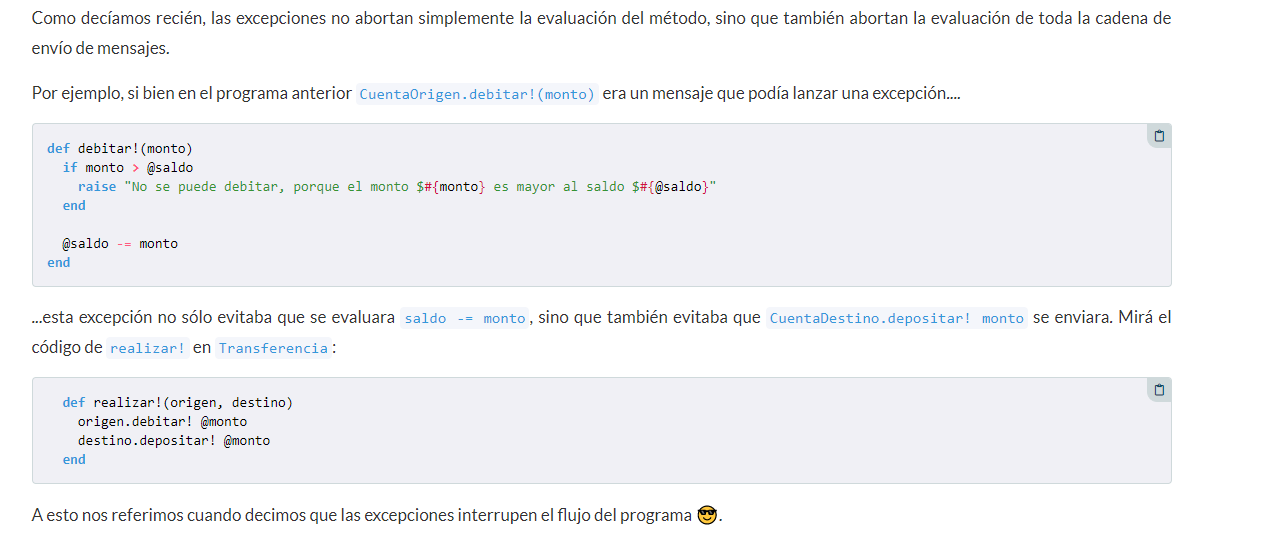 Como decíamos recién, las excepciones no abortan simplemente la evaluación del método, sino que también abortan la evaluación de toda la cadena de
envío de mensajes.
Por ejemplo, si bien en el programa anterior CuentaOrigen.debitar!(monto) era un mensaje que podía lanzar una excepción....
def debitar!(monto)
  if monto > @saldo
    raise "No se puede debitar, porque el monto $#{monto} es mayor al saldo $#{@saldo}"
  end
  @saldo -= monto
end
...esta excepción no sólo evitaba que se evaluara saldo -= monto, sino que también evitaba que CuentaDestino.depositar! monto se enviara. Mirá el
código de realizar! en Transferencia:
  def realizar!(origen, destino)
    origen.debitar! @monto
    destino.depositar! @monto
  end
A esto nos referimos cuando decimos que las excepciones interrupen el flujo del programa 😎.